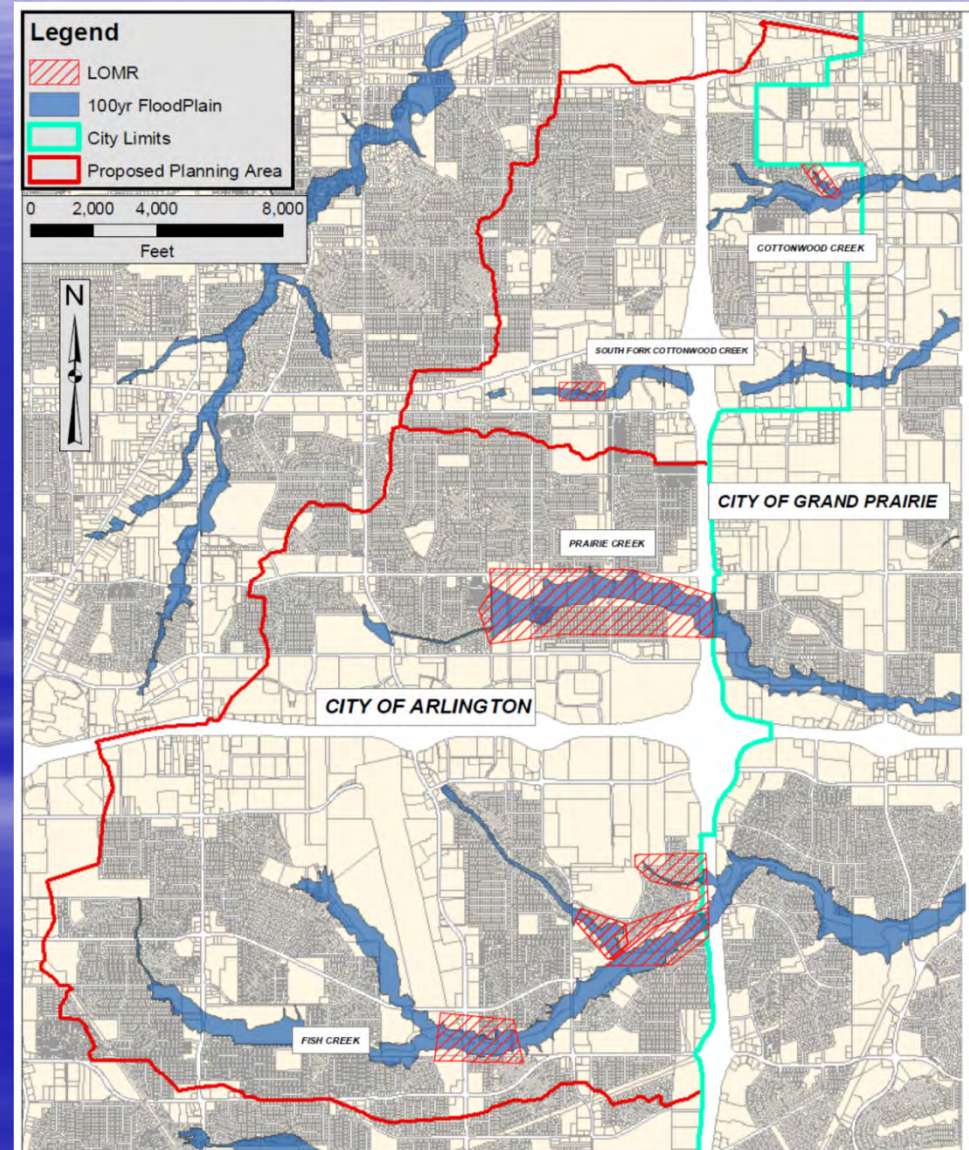 Legend
LOMR
100yr FloodPlain
City Limits
Proposed Planning Area
0 2,000 4,000 8,000
Feet
N
COTTONWOOD CREEK
SOUTH FORK COTTONWOOD CREEK
CITY OF GRAND PRAIRIE
PRAIRIE CREEK
CITY OF ARLINGTON
FISH CREEK